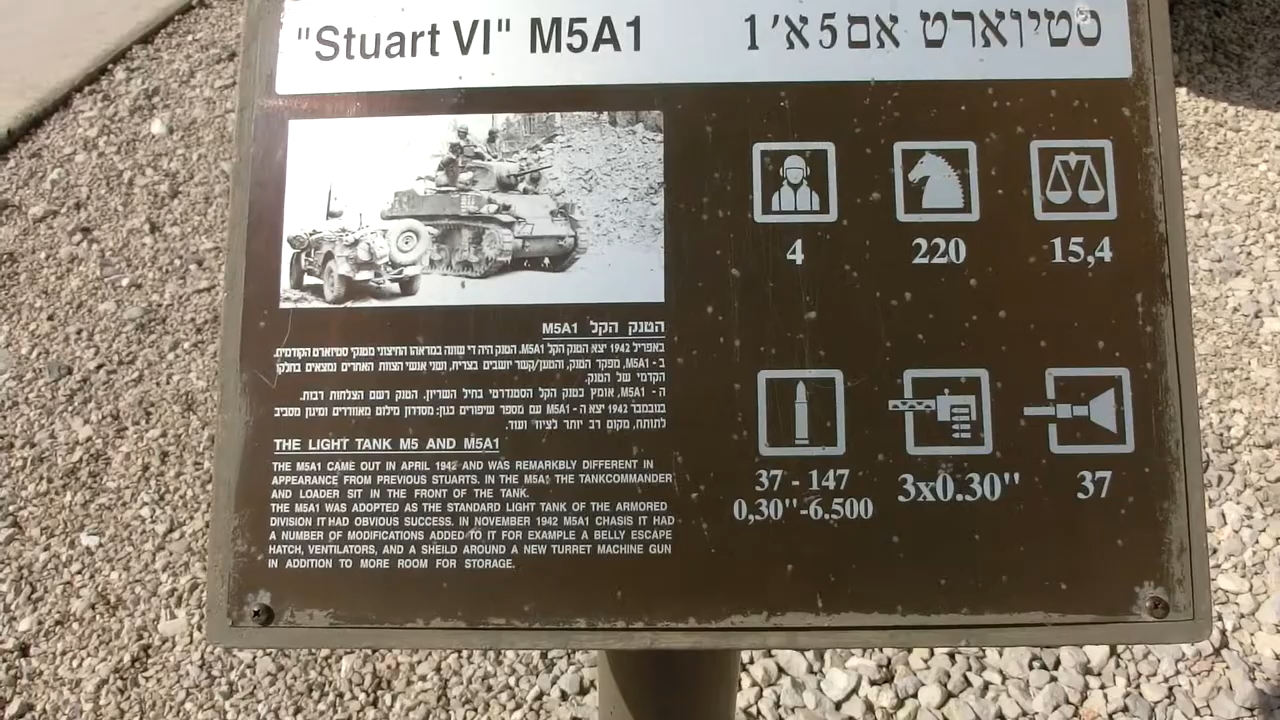 "Stuart VI" M5A1
סטיוארט אם5א'1
4
220
15,4
37 - 147
0,30"-6.500
3x0.30"
37
הטנק הקל M5A1
באפריל 1942 יצא הטנק הקל M5A1. הטנק היה די שונה במראהו החיצוני מטנקי סטיוארט הקודמים.
ב - M5A1, מפקד הטנק, והטען/קשר יושבים בצריח, ושני אנשי הצוות האחרים נמצאים בחלקו
הקדמי של הטנק.
ה - M5A1, אומץ כטנק הקל הסטנדרטי בחיל השריון. הטנק רשם הצלחות רבות.
בנובמבר 1942 יצא ה - M5A1 עם מספר שיפורים כגון: מילוט מאווררים ומיגון מסביב
לתותח, מקום רב יותר לציוד ועוד.
THE LIGHT TANK M5 AND M5A1
THE M5A1 CAME OUT IN APRIL 1942 AND WAS REMARKBLY DIFFERENT IN
APPEARANCE FROM PREVIOUS STUARTS. IN THE M5A1 THE TANKCOMMANDER
AND LOADER SIT IN THE FRONT OF THE TANK.
THE M5A1 WAS ADOPTED AS THE STANDARD LIGHT TANK OF THE ARMORED
DIVISION IT HAD OBVIOUS SUCCESS. IN NOVEMBER 1942 M5A1 CHASIS IT HAD
A NUMBER OF MODIFICATIONS ADDED TO IT FOR EXAMPLE A BELLY ESCAPE
HATCH, VENTILATORS, AND A SHEILD AROUND A NEW TURRET MACHINE GUN
IN ADDITION TO MORE ROOM FOR STORAGE.